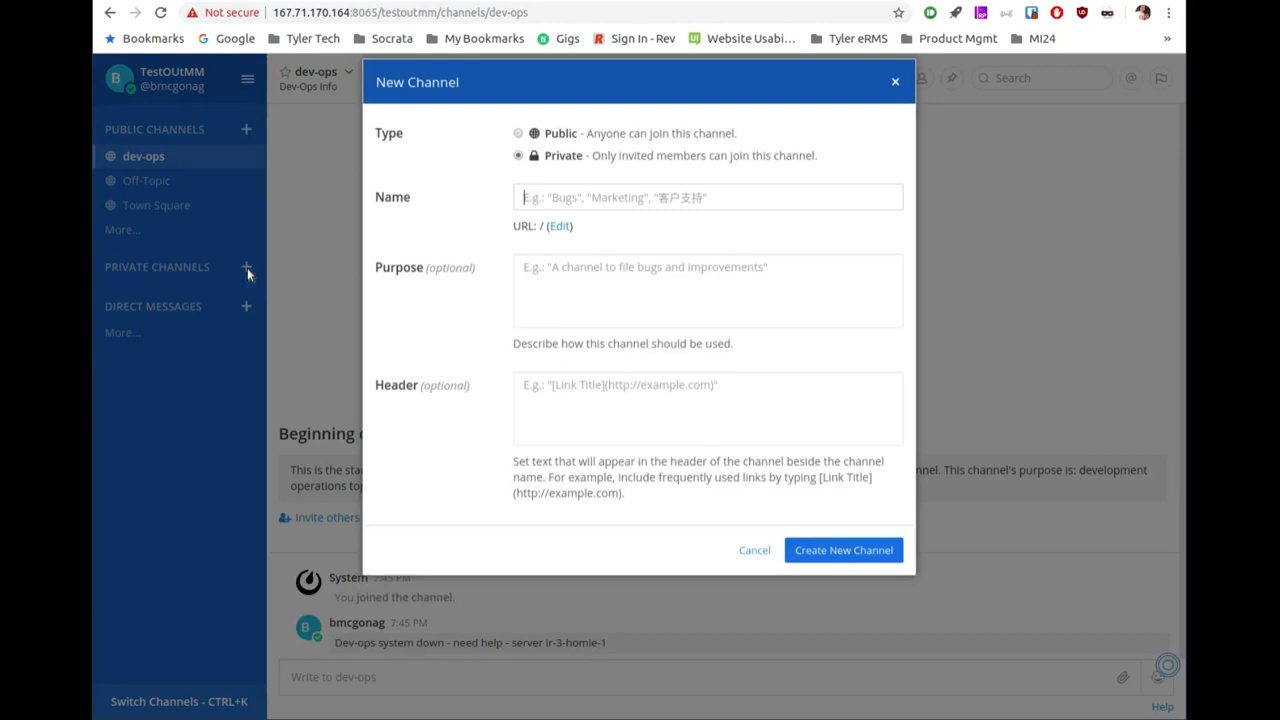 Not secure 167.71.170.164:8065/testoutmm/channels/dev-ops
Bookmarks Google Tyler Tech Socrata My Bookmarks Gigs Sign In - Rev Website Usabi... Tyler eRMS Product Mgmt MI24 »
TestOUtMM
@bmcgonag
dev-ops
Dev-Ops Info
Search
PUBLIC CHANNELS
dev-ops
Off-Topic
Town Square
More...
PRIVATE CHANNELS
DIRECT MESSAGES
More...
Switch Channels - CTRL+K
New Channel
Type
Public - Anyone can join this channel.
Private - Only invited members can join this channel.
Name
E.g.: "Bugs", "Marketing", "客户支持"
URL: / (Edit)
Purpose (optional)
E.g.: "A channel to file bugs and improvements"
Describe how this channel should be used.
Header (optional)
E.g.: "[Link Title](http://example.com)"
Set text that will appear in the header of the channel beside the channel
name. For example, include frequently used links by typing [Link Title]
(http://example.com).
Cancel Create New Channel
Beginning
This is the sta nnel. This channel's purpose is: development
operations to
Invite others
System 7:45 PM
You joined the channel.
bmcgonag 7:45 PM
Dev-ops system down - need help - server ir-3-homie-1
Write to dev-ops
Help